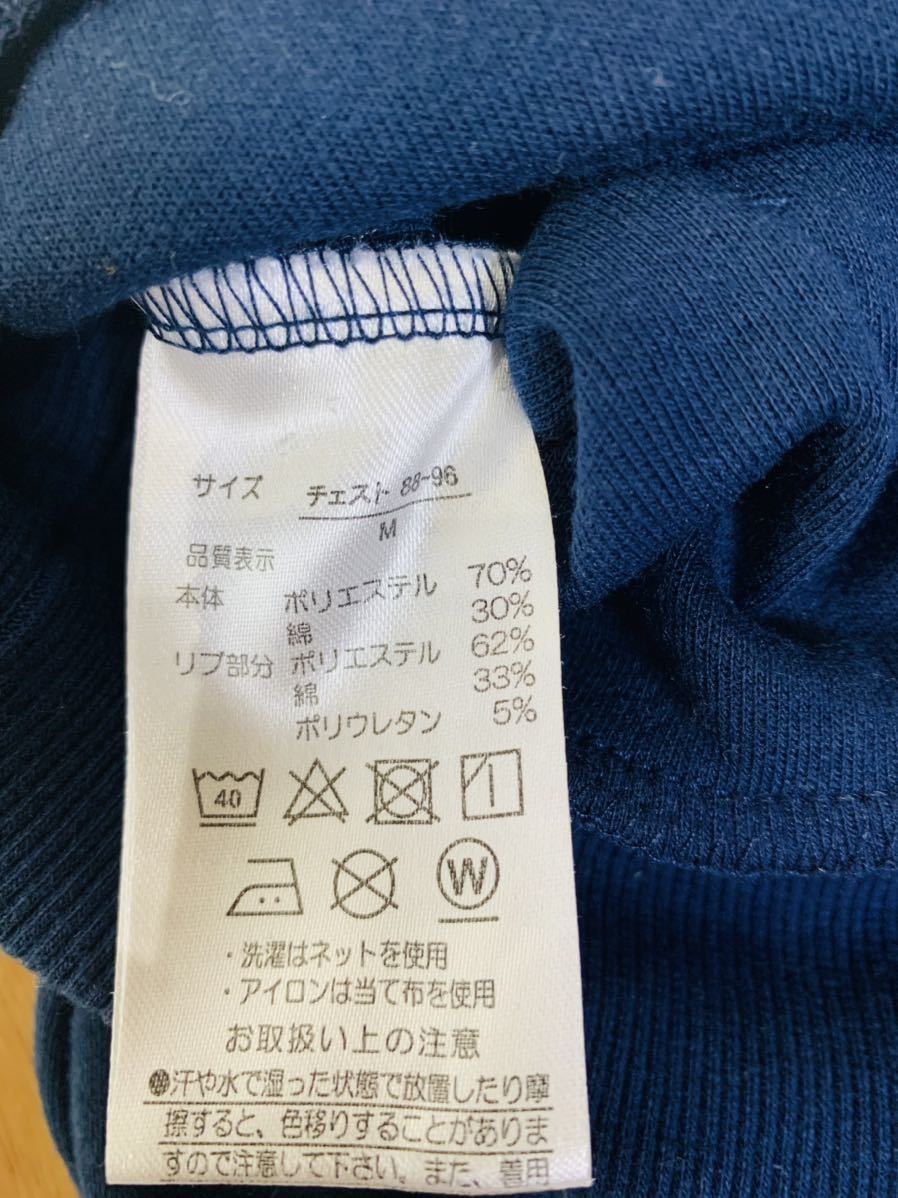 サイズ チェスト 88-96
M
品質表示
本体 ポリエステル 70%
綿 30%
リブ部分 ポリエステル 62%
綿 33%
ポリウレタン 5%
40
W
・洗濯はネットを使用
・アイロンは当て布を使用
お取扱い上の注意
●汗や水で湿った状態で放置したり摩
擦すると、色移りすることがありま
すので注意して下さい。また、着用